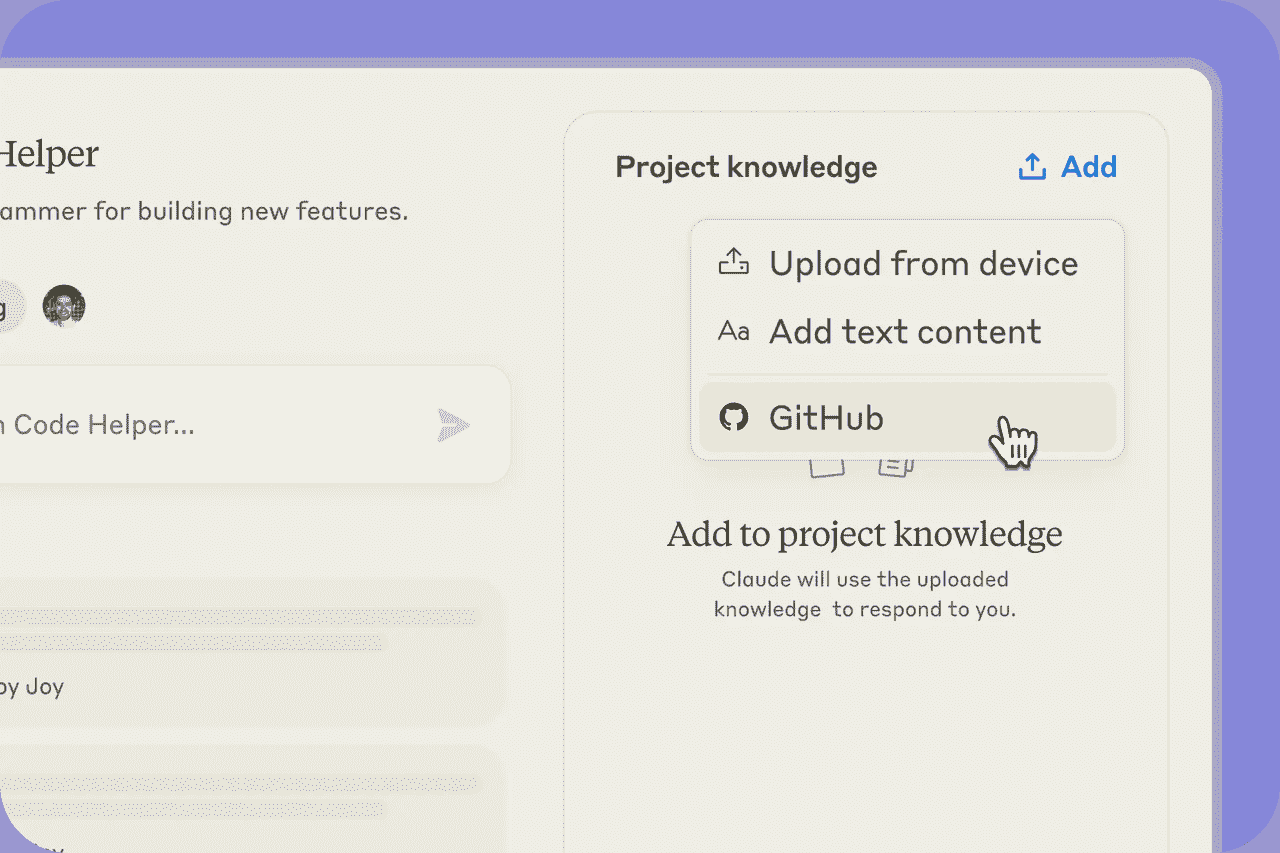 Helper
ammer for building new features.
g
n Code Helper...
by Joy
Project knowledge
Add
Upload from device
Aa Add text content
GitHub
Add to project knowledge
Claude will use the uploaded
knowledge to respond to you.